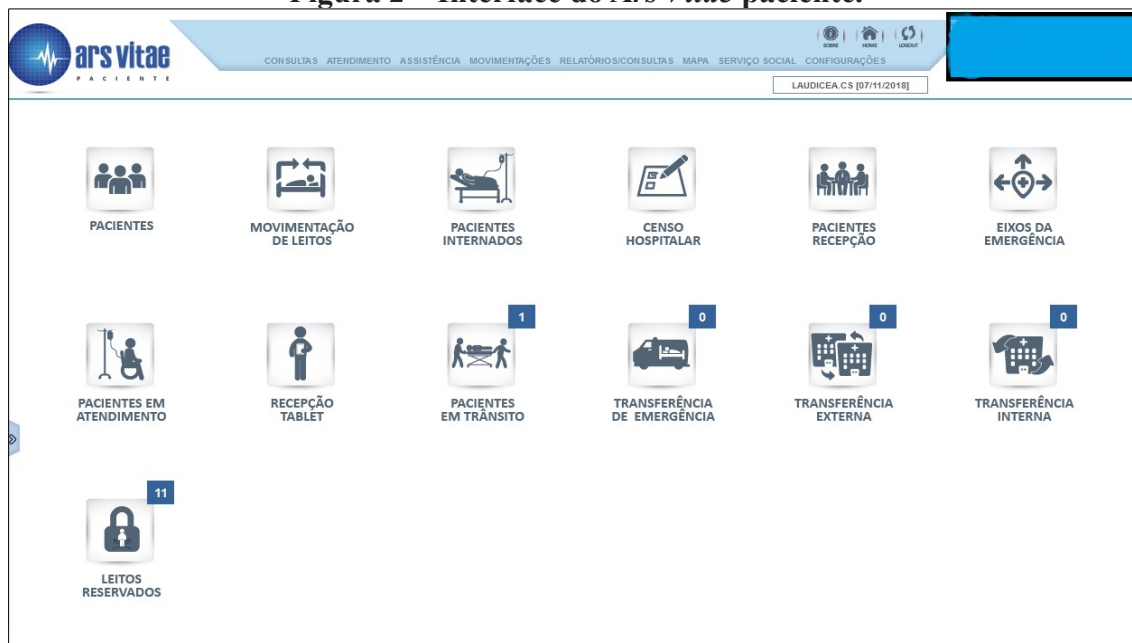 Figura 2 – Interface do Ars Vitae paciente.
ars vitae
PACIENTE
SOBRE HOME LOGOUT
CONSULTAS ATENDIMENTO ASSISTÊNCIA MOVIMENTAÇÕES RELATÓRIOS/CONSULTAS MAPA SERVIÇO SOCIAL CONFIGURAÇÕES
LAUDICEA.CS [07/11/2018]
PACIENTES
MOVIMENTAÇÃO
DE LEITOS
PACIENTES
INTERNADOS
CENSO
HOSPITALAR
PACIENTES
RECEPÇÃO
EIXOS DA
EMERGÊNCIA
PACIENTES EM
ATENDIMENTO
RECEPÇÃO
TABLET
1
PACIENTES
EM TRÂNSITO
0
TRANSFERÊNCIA
DE EMERGÊNCIA
0
TRANSFERÊNCIA
EXTERNA
0
TRANSFERÊNCIA
INTERNA
11
LEITOS
RESERVADOS